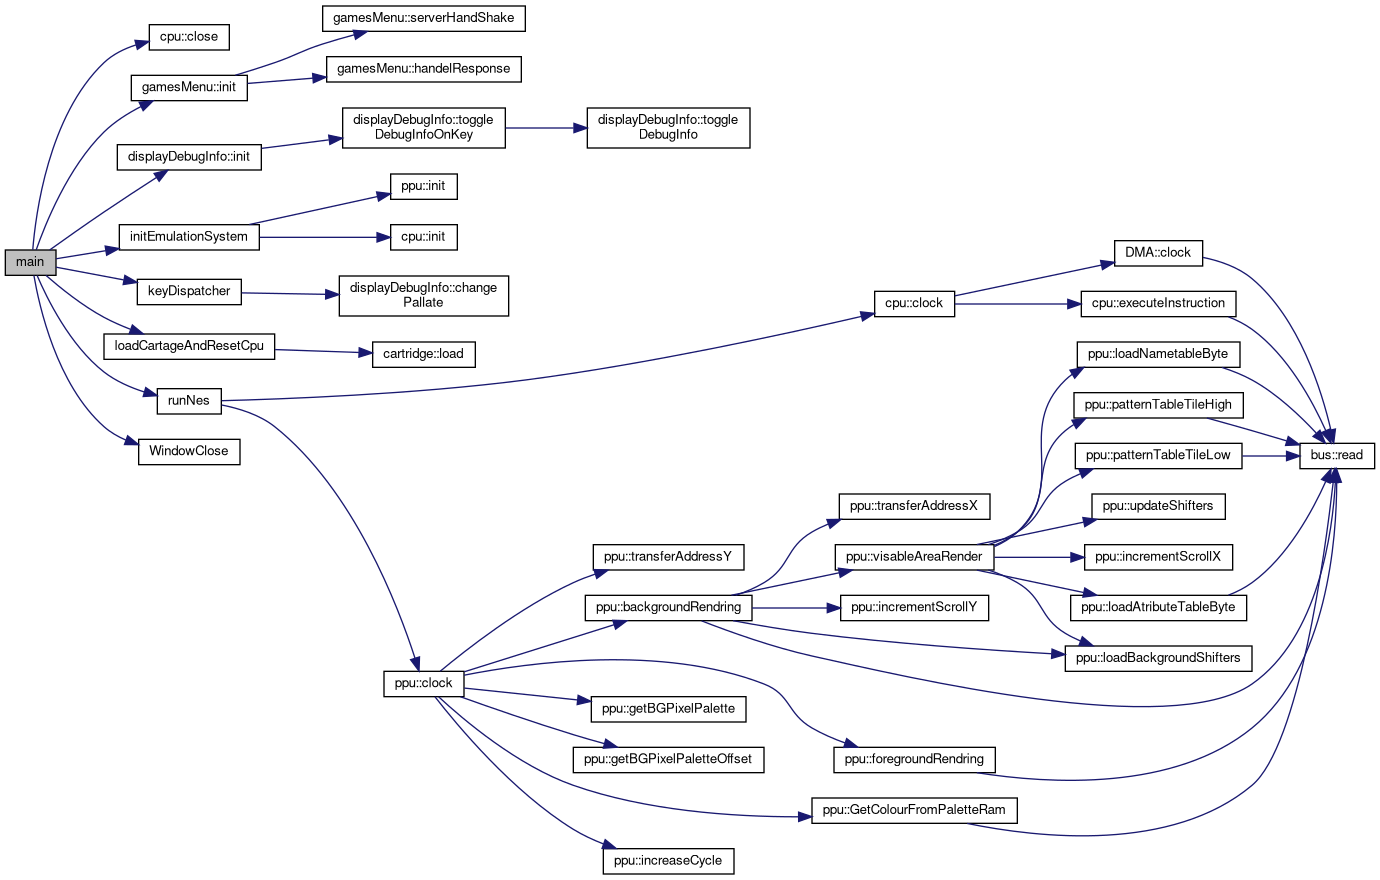 gamesMenu::serverHandShake
cpu::close
gamesMenu::handelResponse
gamesMenu::init
displayDebugInfo::toggle
DebugInfoOnKey
displayDebugInfo::toggle
DebugInfo
displayDebugInfo::init
ppu::init
initEmulationSystem
cpu::init
main
DMA::clock
keyDispatcher
displayDebugInfo::change
Pallate
cpu::clock
cpu::executeInstruction
loadCartageAndResetCpu
cartridge::load
ppu::loadNametableByte
runNes
ppu::patternTableTileHigh
WindowClose
ppu::patternTableTileLow
bus::read
ppu::transferAddressX
ppu::updateShifters
ppu::transferAddressY
ppu::visableAreaRender
ppu::incrementScrollX
ppu::backgroundRendring
ppu::incrementScrollY
ppu::loadAtributeTableByte
ppu::loadBackgroundShifters
ppu::clock
ppu::getBGPixelPalette
ppu::getBGPixelPaletteOffset
ppu::foregroundRendring
ppu::GetColourFromPaletteRam
ppu::increaseCycle